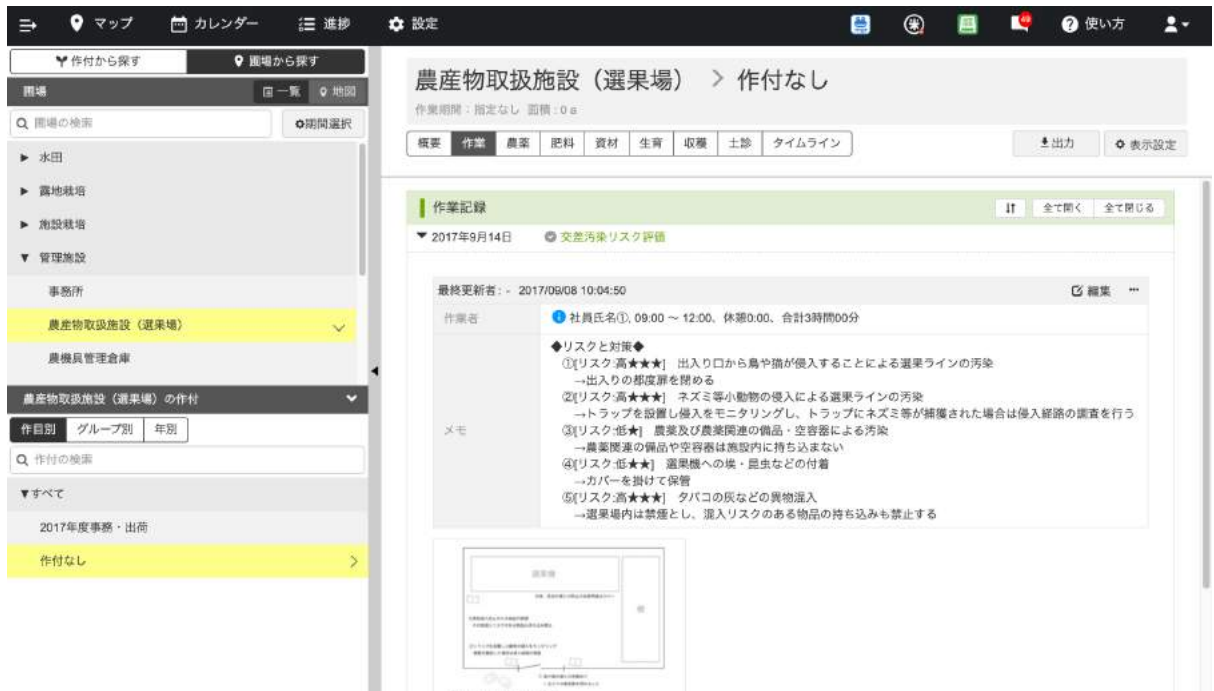 マップ
カレンダー
進捗
設定
使い方
作付から探す
圃場から探す
圃場
一覧
地図
圃場の検索
期間選択
水田
露地栽培
施設栽培
管理施設
事務所
農産物取扱施設（選果場）
農機具管理倉庫
農産物取扱施設（選果場）の作付
作目別 グループ別 年別
作付の検索
▼すべて
2017年度事務・出荷
作付なし
農産物取扱施設（選果場） > 作付なし
作業期間：指定なし 面積：0a
概要 作業 農薬 肥料 資材 生育 収穫 土診 タイムライン
出力
表示設定
作業記録
全て開く 全て閉じる
▼ 2017年9月14日 交差汚染リスク評価
最終更新者：- 2017/09/08 10:04:50
編集 ...
作業者
社員氏名①, 09:00 ～ 12:00、休憩0:00、合計3時間00分
メモ
◆リスクと対策◆
①[リスク:高★★★] 出入り口から鳥や猫が侵入することによる選果ラインの汚染
→出入りの都度扉を閉める
②[リスク:高★★★] ネズミ等小動物の侵入による選果ラインの汚染
→トラップを設置し侵入をモニタリングし、トラップにネズミ等が捕獲された場合は侵入経路の調査を行う
③[リスク:低★] 農薬及び農薬関連の備品・空容器による汚染
→農薬関連の備品や空容器は施設内に持ち込まない
④[リスク:低★★] 選果機への埃・昆虫などの付着
→カバーを掛けて保管
⑤[リスク:高★★★] タバコの灰などの異物混入
→選果場内は禁煙とし、混入リスクのある物品の持ち込みも禁止する
選果機
棚